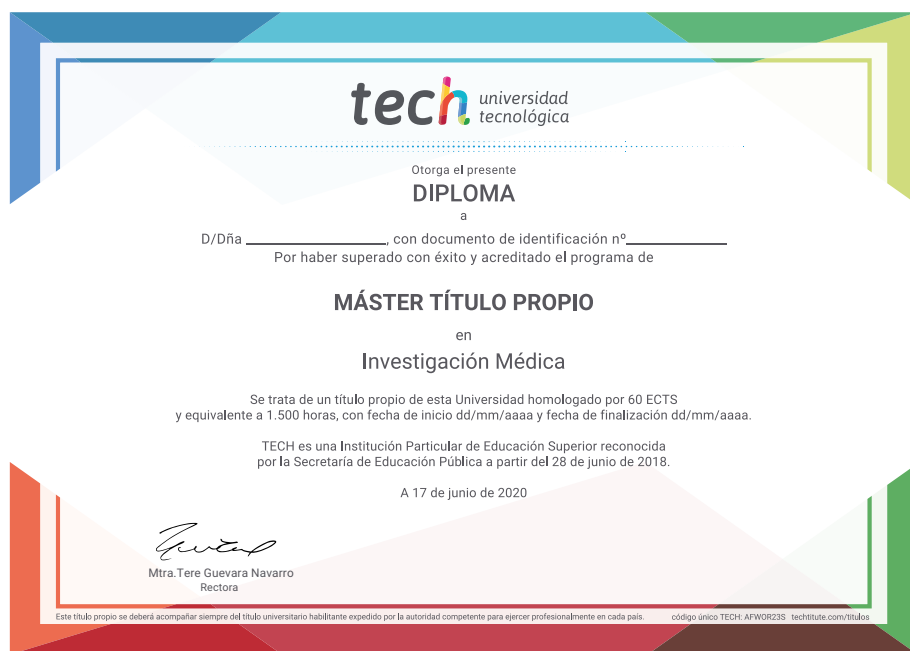 tech universidad
tecnológica
Otorga el presente
DIPLOMA
a
D/Dña ________________, con documento de identificación nº____________
Por haber superado con éxito y acreditado el programa de
MÁSTER TÍTULO PROPIO
en
Investigación Médica
Se trata de un título propio de esta Universidad homologado por 60 ECTS
y equivalente a 1.500 horas, con fecha de inicio dd/mm/aaaa y fecha de finalización dd/mm/aaaa.
TECH es una Institución Particular de Educación Superior reconocida
por la Secretaría de Educación Pública a partir del 28 de junio de 2018.
A 17 de junio de 2020
Mtra.Tere Guevara Navarro
Rectora
Este título propio se deberá acompañar siempre del título universitario habilitante expedido por la autoridad competente para ejercer profesionalmente en cada país. código único TECH: AFWOR23S techtitute.com/titulos